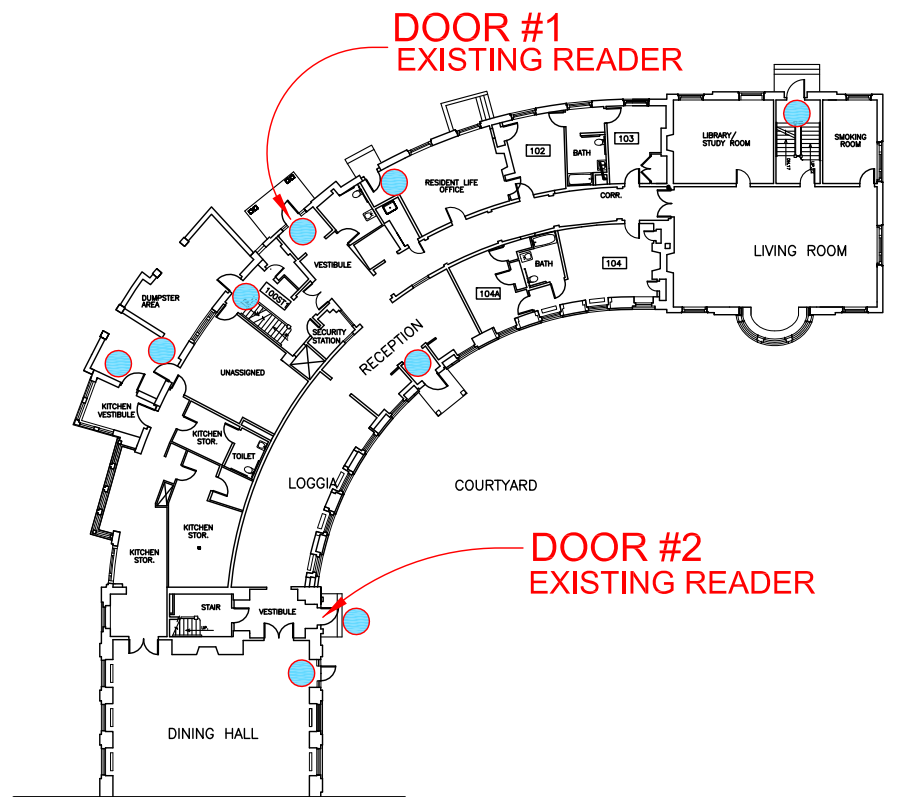 DOOR #1
EXISTING READER
102
BATH
103
LIBRARY/
STUDY ROOM
SMOKING
ROOM
RESIDENT LIFE
OFFICE
CORR.
LIVING ROOM
VESTIBULE
BATH
104
104A
DUMPSTER
AREA
100ST1
SECURITY
STATION
RECEPTION
UNASSIGNED
KITCHEN
VESTIBULE
KITCHEN
STOR.
TOILET
LOGGIA
COURTYARD
KITCHEN
STOR.
KITCHEN
STOR.
DOOR #2
EXISTING READER
STAIR
VESTIBULE
DINING HALL